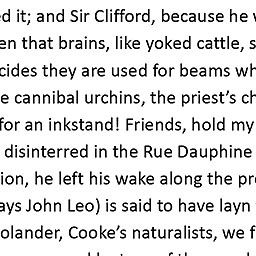 ed it; and Sir Clifford, because he w
en that brains, like yoked cattle, s
cides they are used for beams wh
e cannibal urchins, the priest’s ch
for an inkstand! Friends, hold my
disinterred in the Rue Dauphine
ion, he left his wake along the pr
ays John Leo) is said to have layn
olander, Cooke’s naturalists, we f